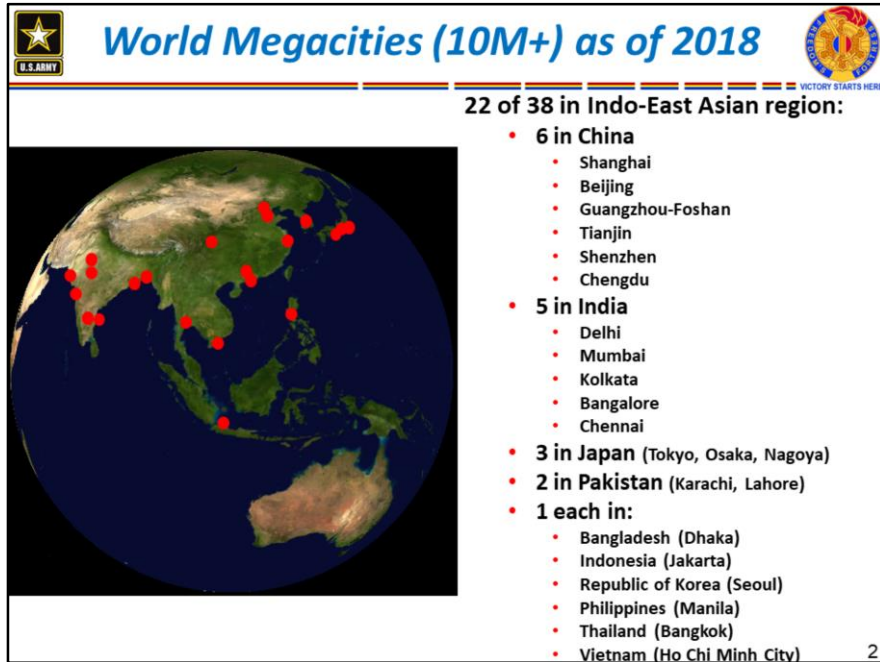 World Megacities (10M+) as of 2018
U.S.ARMY
FREEDOM'S FORTRESS
VICTORY STARTS HERE
22 of 38 in Indo-East Asian region:
• 6 in China
• Shanghai
• Beijing
• Guangzhou-Foshan
• Tianjin
• Shenzhen
• Chengdu
• 5 in India
• Delhi
• Mumbai
• Kolkata
• Bangalore
• Chennai
• 3 in Japan (Tokyo, Osaka, Nagoya)
• 2 in Pakistan (Karachi, Lahore)
• 1 each in:
• Bangladesh (Dhaka)
• Indonesia (Jakarta)
• Republic of Korea (Seoul)
• Philippines (Manila)
• Thailand (Bangkok)
• Vietnam (Ho Chi Minh City)
2